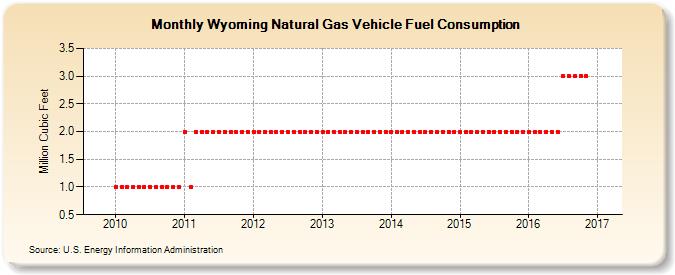 Monthly Wyoming Natural Gas Vehicle Fuel Consumption
Million Cubic Feet
3.5
3.0
2.5
2.0
1.5
1.0
0.5
2010 2011 2012 2013 2014 2015 2016 2017
Source: U.S. Energy Information Administration